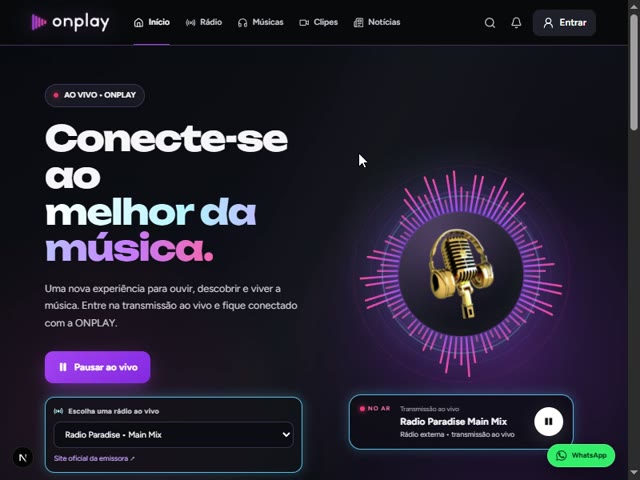 onplay
Início
Rádio
Músicas
Clipes
Notícias
Entrar
AO VIVO • ONPLAY
Conecte-se
ao
melhor da
música.
Uma nova experiência para ouvir, descobrir e viver a
música. Entre na transmissão ao vivo e fique conectado
com a ONPLAY.
Pausar ao vivo
Escolha uma rádio ao vivo
Radio Paradise • Main Mix
Site oficial da emissora ↗
NO AR
Transmissão ao vivo
Radio Paradise Main Mix
Rádio externa • transmissão ao vivo
WhatsApp
N